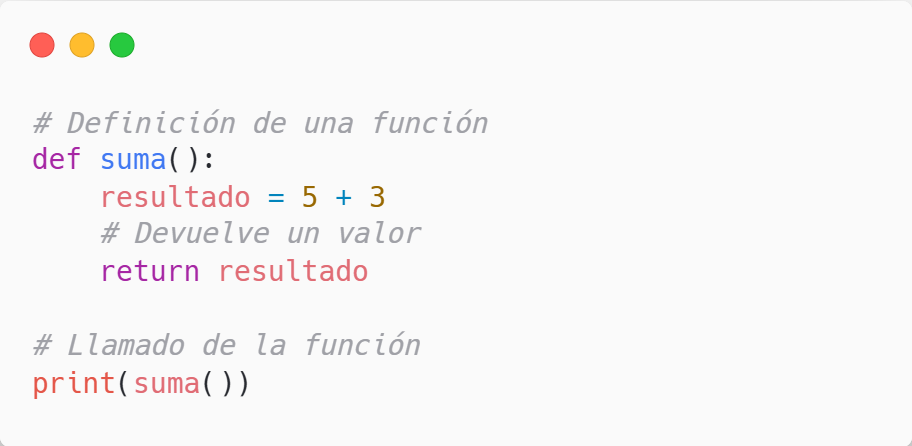 # Definición de una función
def suma():
    resultado = 5 + 3
    # Devuelve un valor
    return resultado

# Llamado de la función
print(suma())